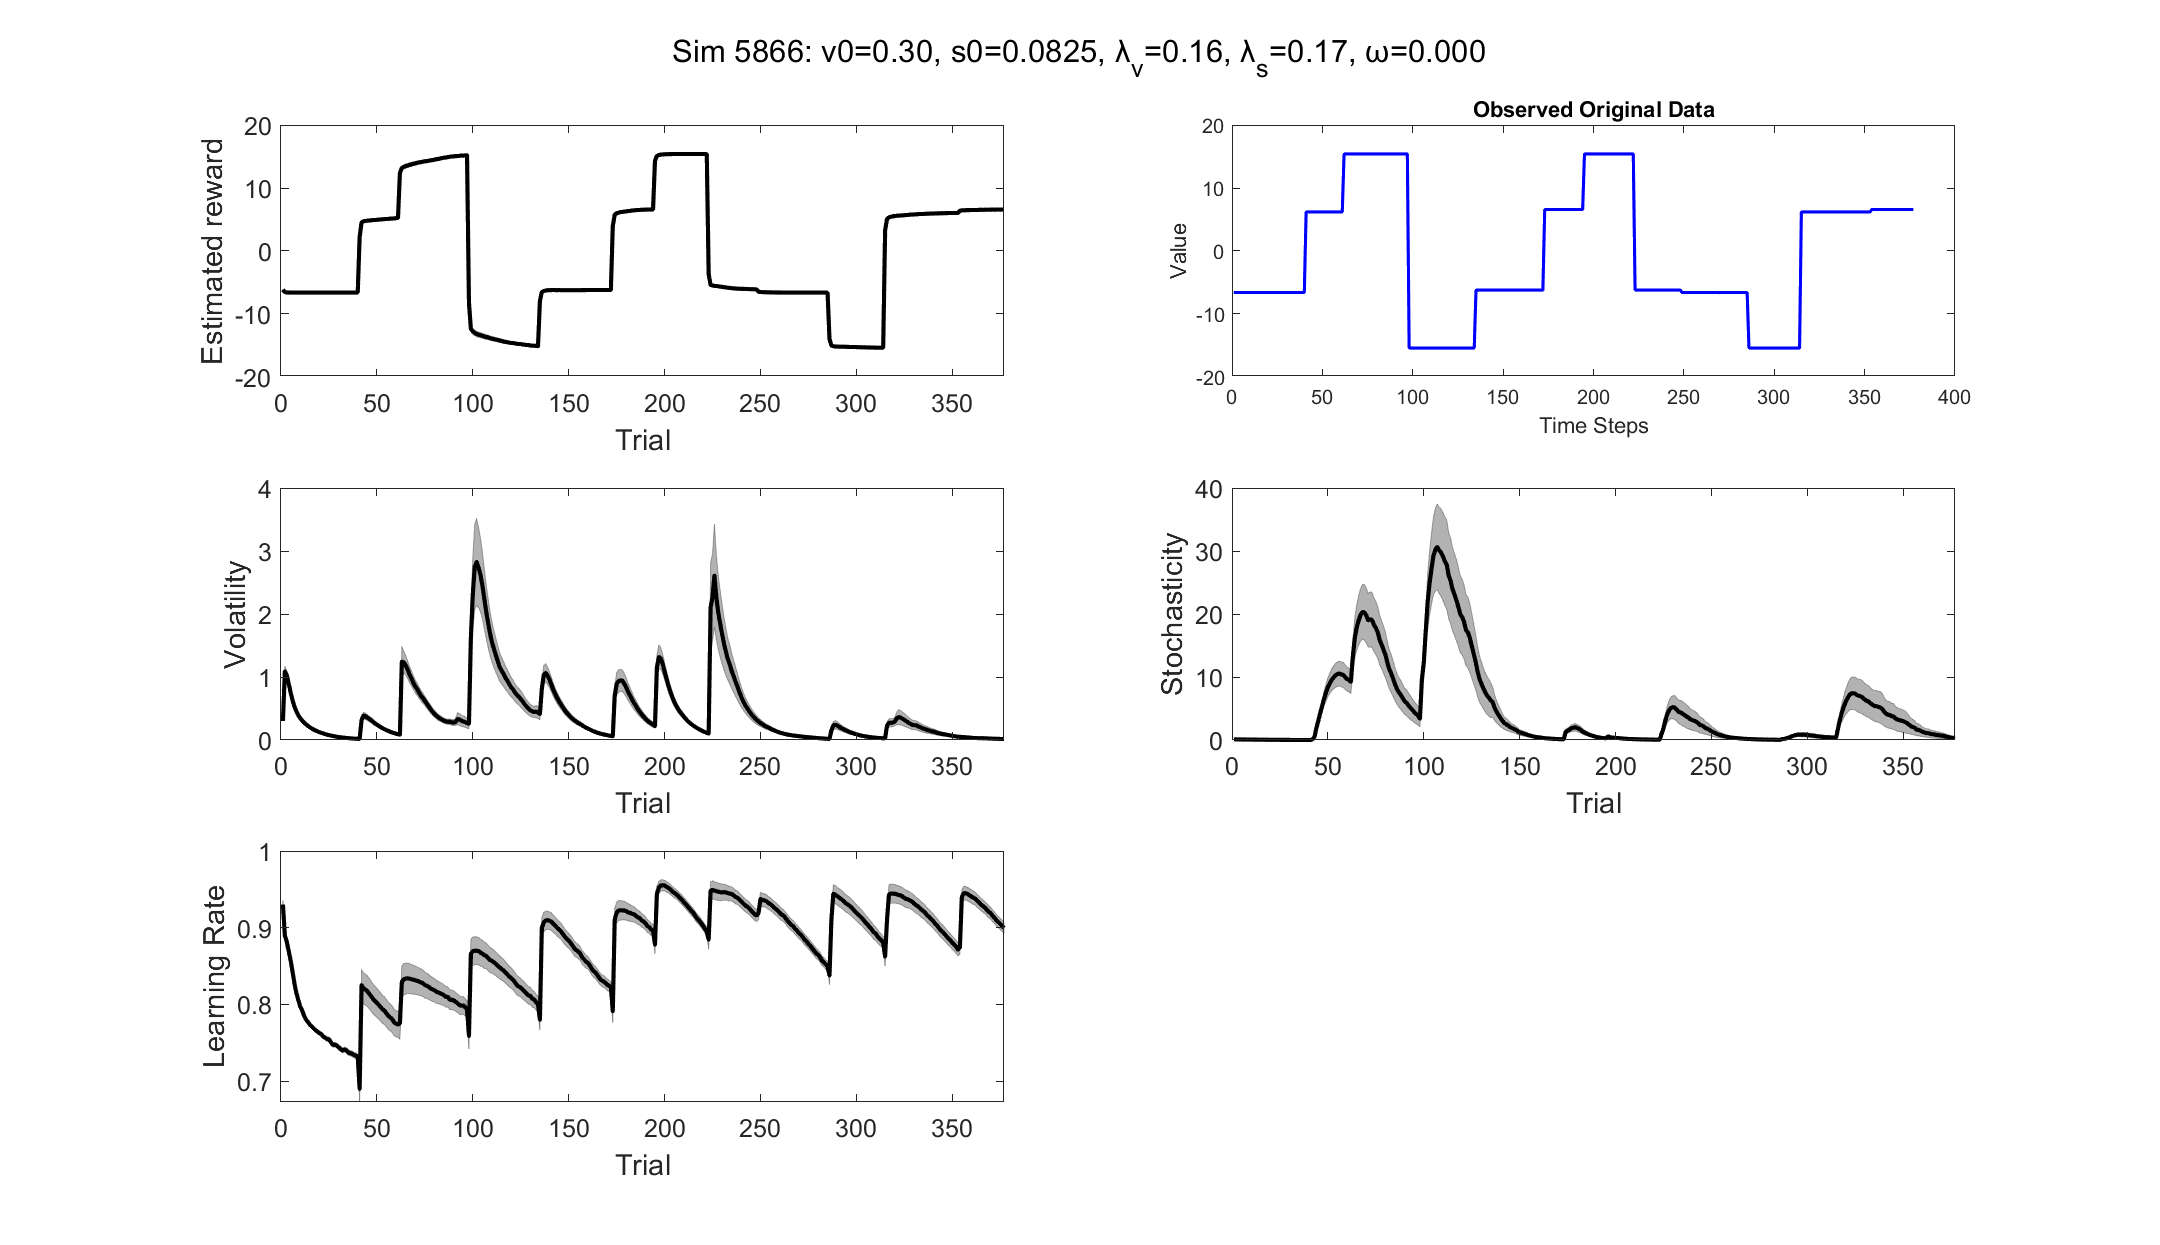 Sim 5866: v0=0.30, s0=0.0825, λ_v=0.16, λ_s=0.17, ω=0.000
20
10
0
-10
-20
Estimated reward
0 50 100 150 200 250 300 350
Trial
Observed Original Data
20
10
0
-10
-20
Value
0 50 100 150 200 250 300 350 400
Time Steps
4
3
2
1
0
Volatility
0 50 100 150 200 250 300 350
Trial
40
30
20
10
0
Stochasticity
0 50 100 150 200 250 300 350
Trial
1
0.9
0.8
0.7
Learning Rate
0 50 100 150 200 250 300 350
Trial